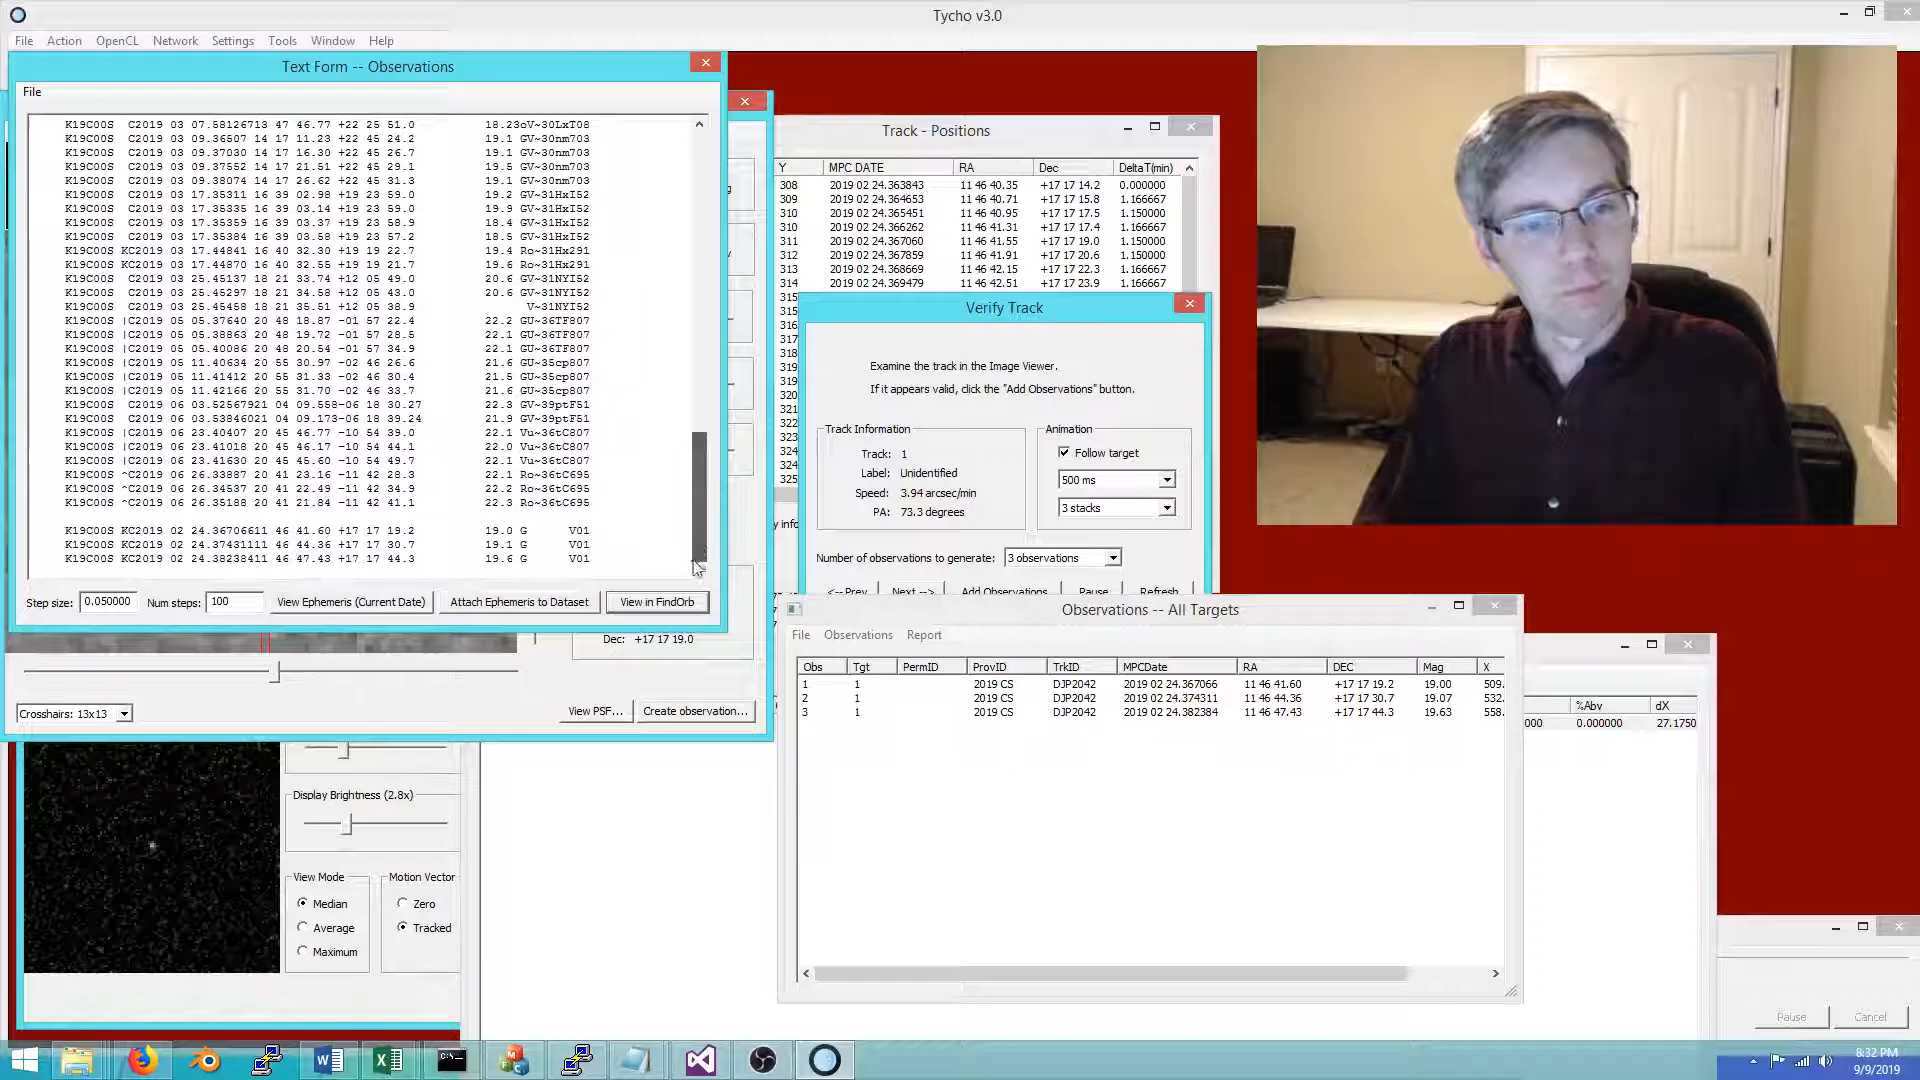 Tycho v3.0
File Action OpenCL Network Settings Tools Window Help
Text Form -- Observations
File
K19C00S C2019 03 07.58126713 47 46.77 +22 25 51.0 18.23oV~30LxT08
K19C00S C2019 03 09.36507 14 17 11.23 +22 45 24.2 19.1 GV~30nm703
K19C00S C2019 03 09.37030 14 17 16.30 +22 45 26.7 19.1 GV~30nm703
K19C00S C2019 03 09.37552 14 17 21.51 +22 45 29.1 19.5 GV~30nm703
K19C00S C2019 03 09.38074 14 17 26.62 +22 45 31.3 19.1 GV~30nm703
K19C00S C2019 03 17.35311 16 39 02.98 +19 23 59.0 19.2 GV~31HxI52
K19C00S C2019 03 17.35335 16 39 03.14 +19 23 59.0 19.9 GV~31HxI52
K19C00S C2019 03 17.35359 16 39 03.37 +19 23 58.9 18.4 GV~31HxI52
K19C00S C2019 03 17.35384 16 39 03.58 +19 23 57.2 18.5 GV~31HxI52
K19C00S KC2019 03 17.44841 16 40 32.30 +19 19 22.7 19.4 Ro~31Hx291
K19C00S KC2019 03 17.44870 16 40 32.55 +19 19 21.7 19.6 Ro~31Hx291
K19C00S C2019 03 25.45137 18 21 33.74 +12 05 49.0 20.6 GV~31NYI52
K19C00S C2019 03 25.45297 18 21 34.58 +12 05 43.0 20.6 GV~31NYI52
K19C00S C2019 03 25.45458 18 21 35.51 +12 05 38.9 V~31NYI52
K19C00S |C2019 05 05.37640 20 48 18.87 -01 57 22.4 22.2 GU~36TF807
K19C00S |C2019 05 05.38863 20 48 19.72 -01 57 28.5 22.1 GU~36TF807
K19C00S |C2019 05 05.40086 20 48 20.54 -01 57 34.9 22.1 GU~36TF807
K19C00S |C2019 05 11.40634 20 55 30.97 -02 46 26.6 21.6 GU~35cp807
K19C00S |C2019 05 11.41412 20 55 31.33 -02 46 30.4 21.5 GU~35cp807
K19C00S |C2019 05 11.42166 20 55 31.70 -02 46 33.7 21.6 GU~35cp807
K19C00S C2019 06 03.52567921 04 09.558-06 18 30.27 22.3 GV~39ptF51
K19C00S C2019 06 03.53846021 04 09.173-06 18 39.24 21.9 GV~39ptF51
K19C00S |C2019 06 23.40407 20 45 46.77 -10 54 39.0 22.1 Vu~36tC807
K19C00S |C2019 06 23.41018 20 45 46.17 -10 54 44.1 22.0 Vu~36tC807
K19C00S |C2019 06 23.41630 20 45 45.60 -10 54 49.7 22.1 Vu~36tC807
K19C00S ^C2019 06 26.33887 20 41 23.16 -11 42 28.3 22.1 Ro~36tC695
K19C00S ^C2019 06 26.34537 20 41 22.49 -11 42 34.9 22.2 Ro~36tC695
K19C00S ^C2019 06 26.35188 20 41 21.84 -11 42 41.1 22.3 Ro~36tC695
K19C00S KC2019 02 24.36706611 46 41.60 +17 17 19.2 19.0 G V01
K19C00S KC2019 02 24.37431111 46 44.36 +17 17 30.7 19.1 G V01
K19C00S KC2019 02 24.38238411 46 47.43 +17 17 44.3 19.6 G V01
Step size: 0.050000 Num steps: 100 View Ephemeris (Current Date) Attach Ephemeris to Dataset View in FindOrb
Dec: +17 17 19.0
Crosshairs: 13x13 View PSF... Create observation...
Display Brightness (2.8x)
View Mode Motion Vector
Median Zero
Average Tracked
Maximum
Track - Positions
Y MPC DATE RA Dec DeltaT(min)
308 2019 02 24.363843 11 46 40.35 +17 17 14.2 0.000000
309 2019 02 24.364653 11 46 40.71 +17 17 15.8 1.166667
310 2019 02 24.365451 11 46 40.95 +17 17 17.5 1.150000
310 2019 02 24.366262 11 46 41.31 +17 17 17.4 1.166667
311 2019 02 24.367060 11 46 41.55 +17 17 19.0 1.150000
312 2019 02 24.367859 11 46 41.91 +17 17 20.6 1.150000
313 2019 02 24.368669 11 46 42.15 +17 17 22.3 1.166667
314 2019 02 24.369479 11 46 42.51 +17 17 23.9 1.166667
315
316
317
318
319
320
321
322
323
324
325
Verify Track
Examine the track in the Image Viewer.
If it appears valid, click the "Add Observations" button.
Track Information Animation
Track: 1 Follow target
Label: Unidentified 500 ms
Speed: 3.94 arcsec/min 3 stacks
PA: 73.3 degrees
Number of observations to generate: 3 observations
<--Prev Next --> Add Observations Pause Refresh
Observations -- All Targets
File Observations Report
Obs Tgt PermID ProvID TrkID MPCDate RA DEC Mag X
1 1 2019 CS DJP2042 2019 02 24.367066 11 46 41.60 +17 17 19.2 19.00 509.
2 1 2019 CS DJP2042 2019 02 24.374311 11 46 44.36 +17 17 30.7 19.07 532.
3 1 2019 CS DJP2042 2019 02 24.382384 11 46 47.43 +17 17 44.3 19.63 558.
%Abv dX
000 0.000000 27.1750
Pause Cancel
8:32 PM
9/9/2019